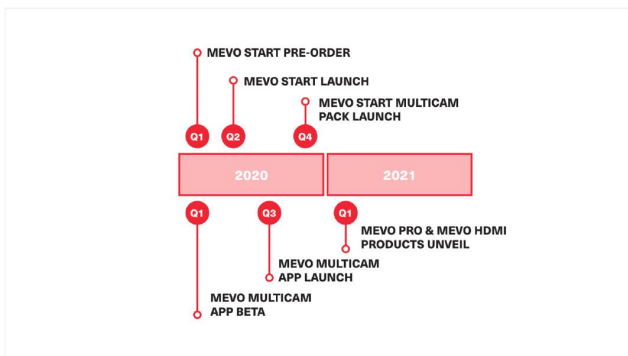 MEVO START PRE-ORDER
MEVO START LAUNCH
MEVO START MULTICAM
PACK LAUNCH
Q1
Q2
Q4
2020
2021
Q1
Q3
Q1
MEVO PRO & MEVO HDMI
PRODUCTS UNVEIL
MEVO MULTICAM
APP LAUNCH
MEVO MULTICAM
APP BETA